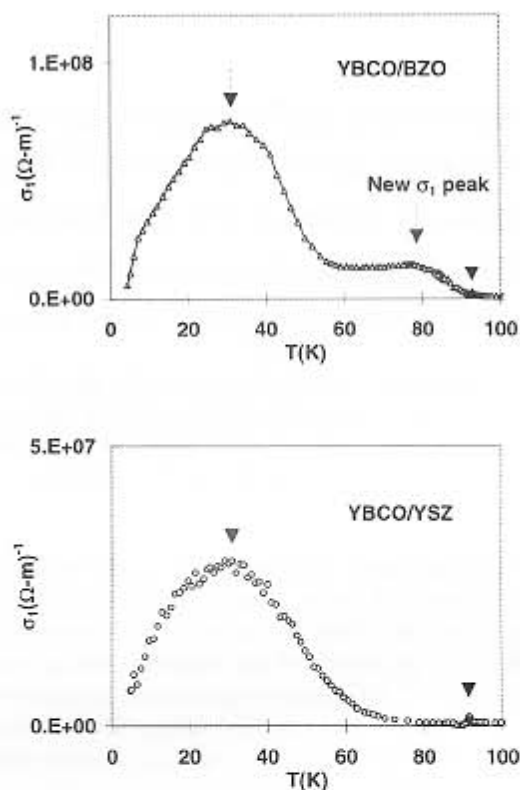 1.E+08
YBCO/BZO
σ₁(Ω-m)⁻¹
New σ₁ peak
0.E+00
0 20 40 60 80 100
T(K)
5.E+07
YBCO/YSZ
σ₁(Ω-m)⁻¹
0.E+00
0 20 40 60 80 100
T(K)